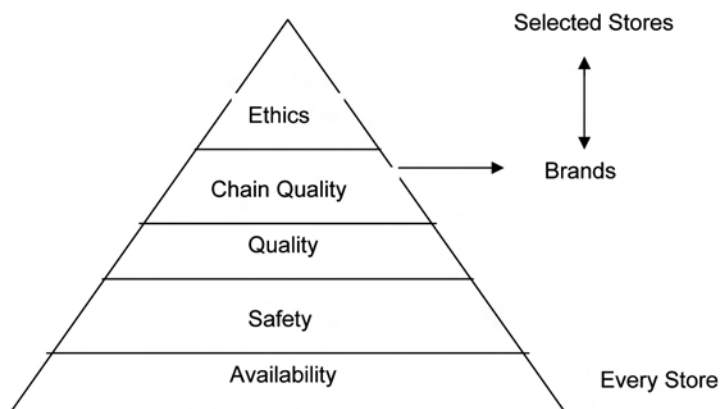 Selected Stores
Ethics
Brands
Chain Quality
Quality
Safety
Availability
Every Store